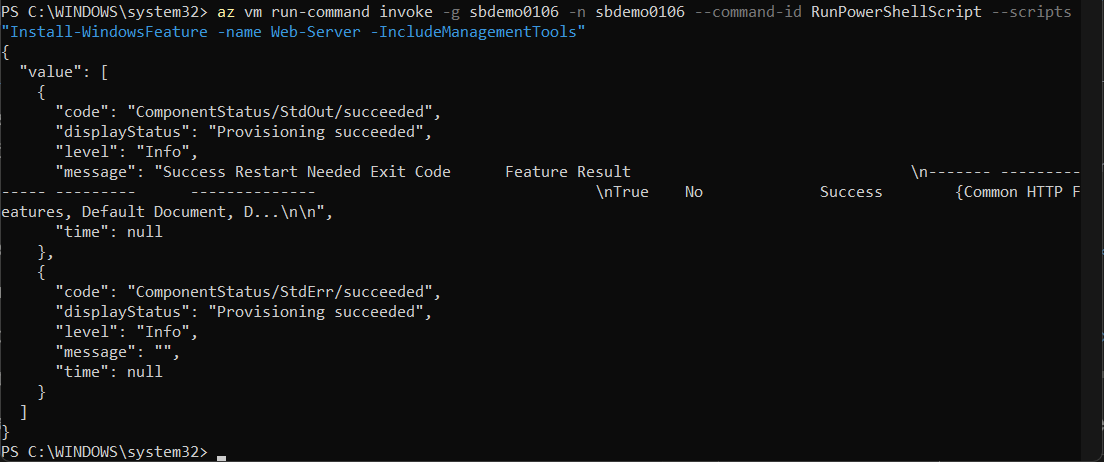 PS C:\WINDOWS\system32> az vm run-command invoke -g sbdemo0106 -n sbdemo0106 --command-id RunPowerShellScript --scripts
"Install-WindowsFeature -name Web-Server -IncludeManagementTools"
{
  "value": [
    {
      "code": "ComponentStatus/StdOut/succeeded",
      "displayStatus": "Provisioning succeeded",
      "level": "Info",
      "message": "Success Restart Needed Exit Code      Feature Result                               \n------- ---------
----- ---------      --------------                               \nTrue    No             Success        {Common HTTP F
eatures, Default Document, D...\n\n",
      "time": null
    },
    {
      "code": "ComponentStatus/StdErr/succeeded",
      "displayStatus": "Provisioning succeeded",
      "level": "Info",
      "message": "",
      "time": null
    }
  ]
}
PS C:\WINDOWS\system32>